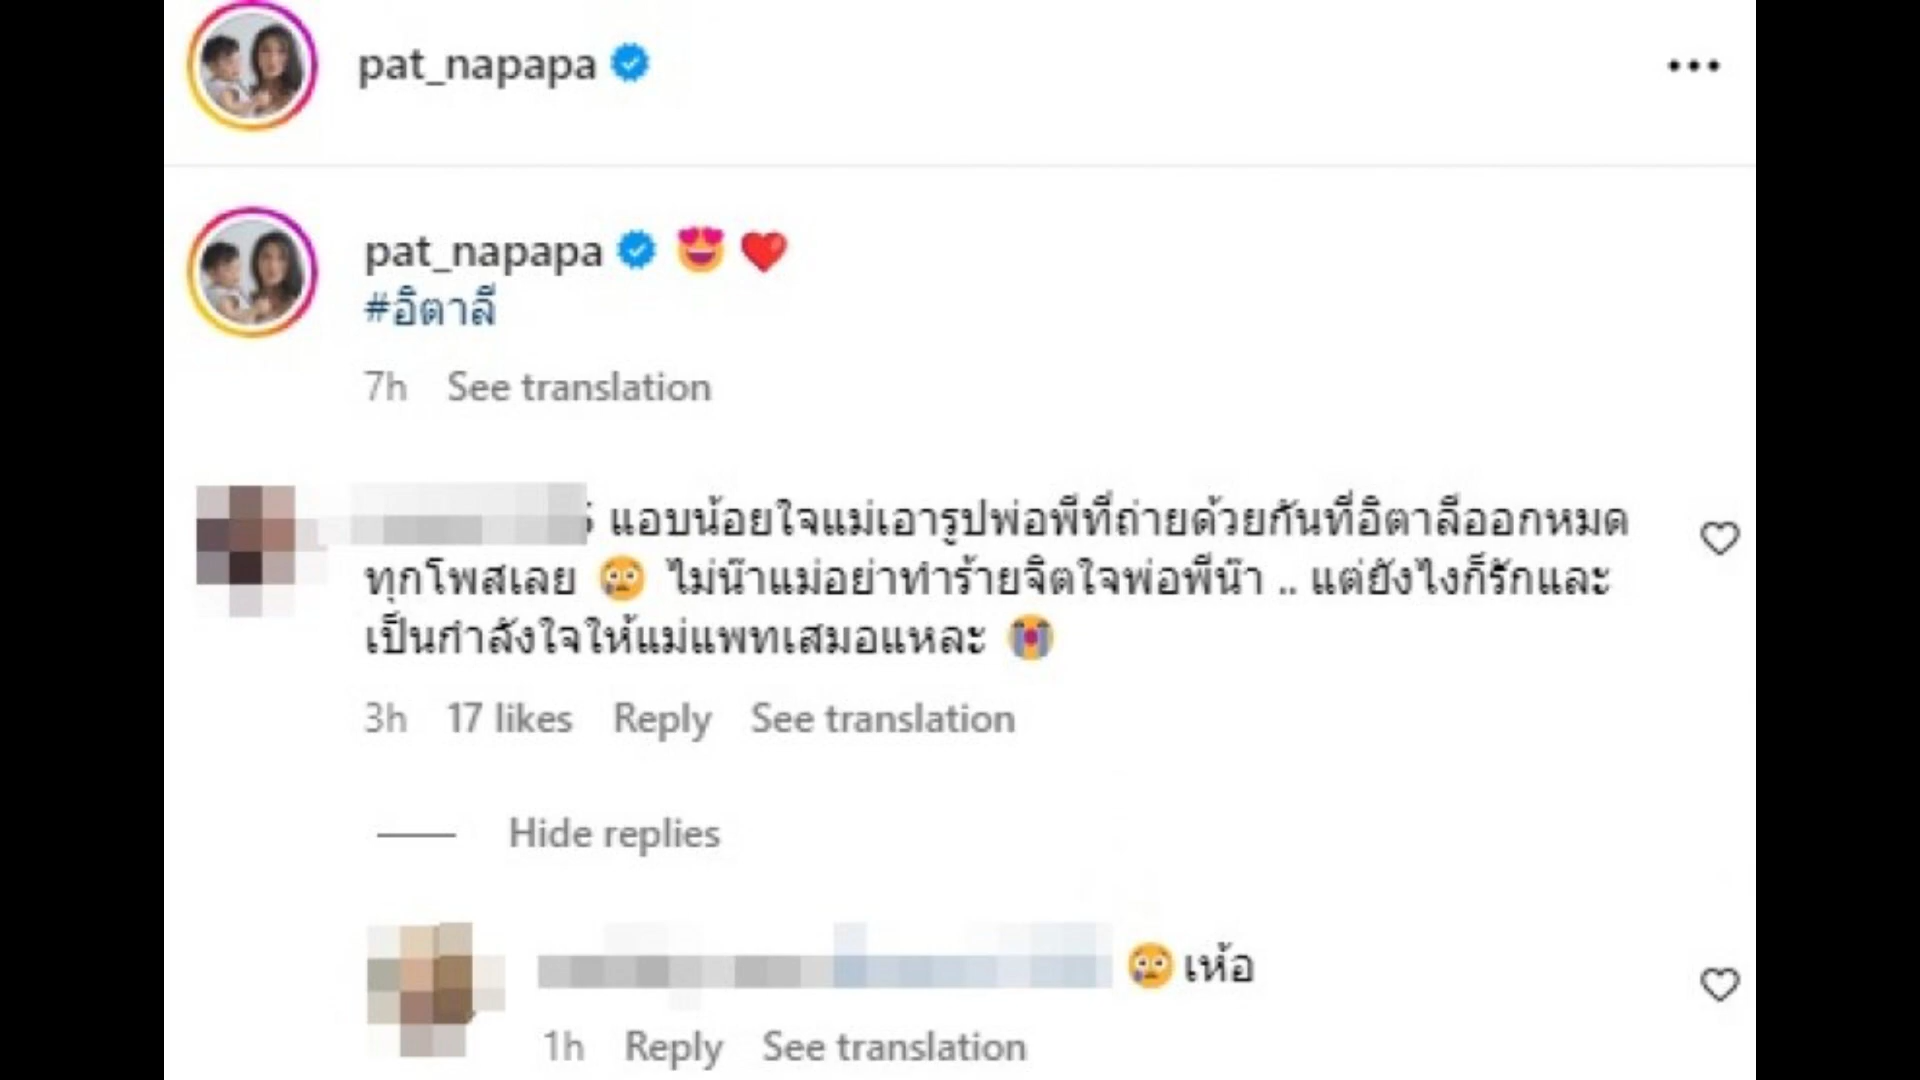 pat_napapa
pat_napapa 😍 ❤️
#อิตาลี
7h See translation
แอบน้อยใจแม่เอารูปพ่อพีที่ถ่ายด้วยกันที่อิตาลีออกหมด
ทุกโพสเลย 😢 ไม่น๊าแม่อย่าทำร้ายจิตใจพ่อพีน๊า .. แต่ยังไงก็รักและ
เป็นกำลังใจให้แม่แพทเสมอแหละ 😭
3h 17 likes Reply See translation
Hide replies
😢เห้อ
1h Reply See translation